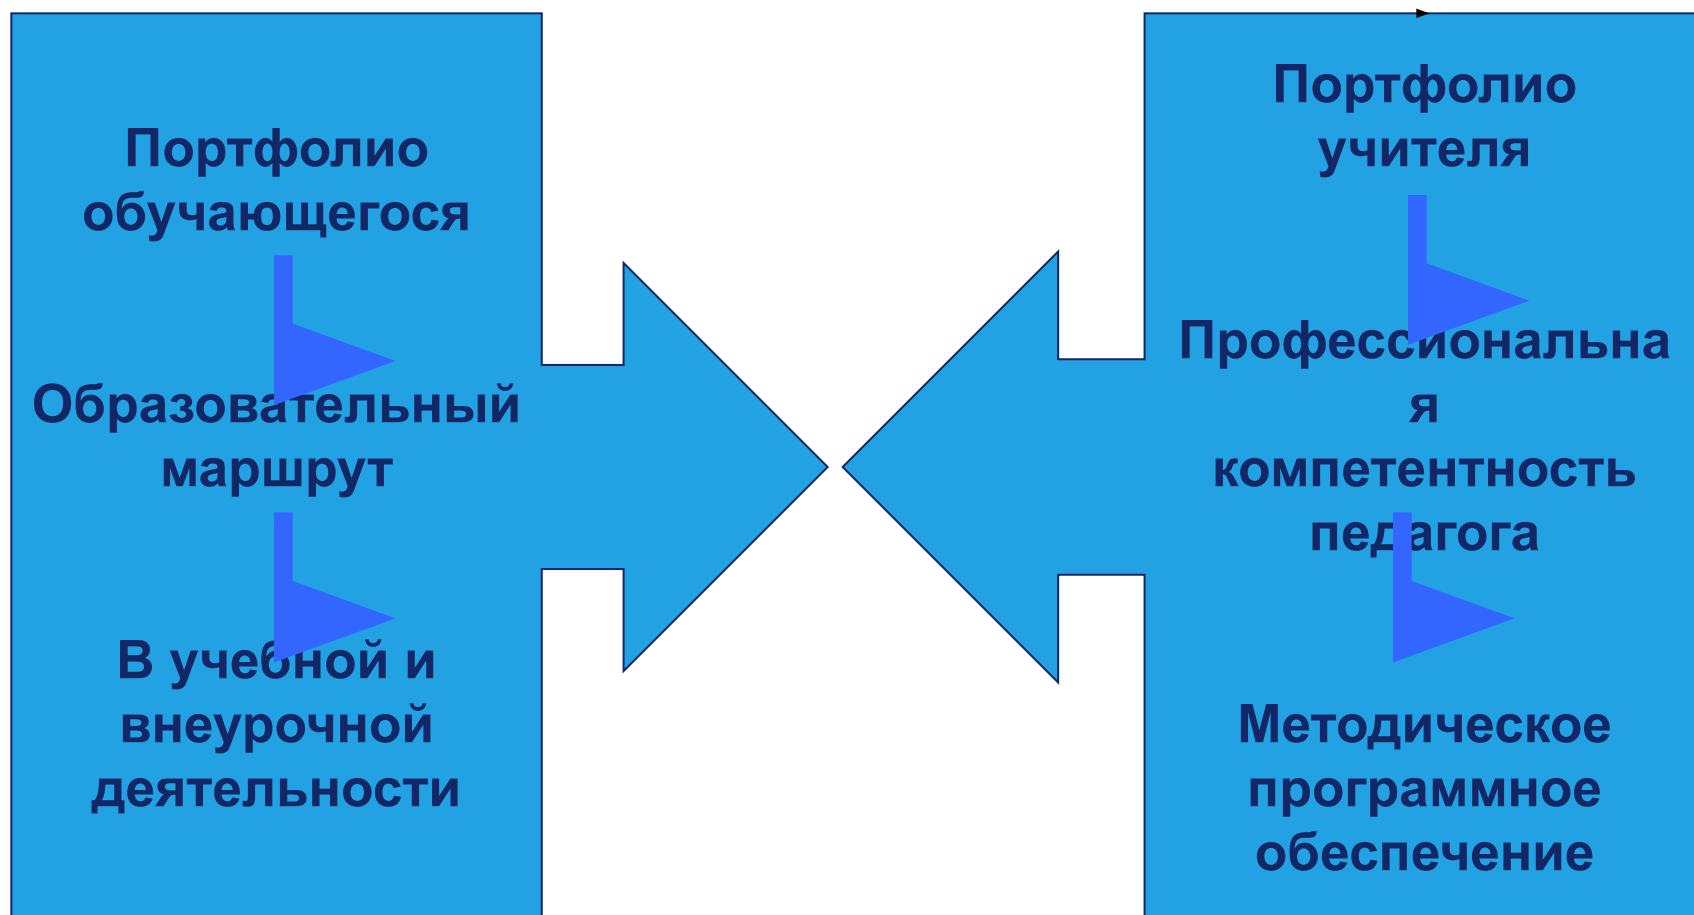 Портфолио
обучающегося
Образовательный
маршрут
В учебной и
внеурочной
деятельности
Портфолио
учителя
Профессиональна
я
компетентность
педагога
Методическое
программное
обеспечение